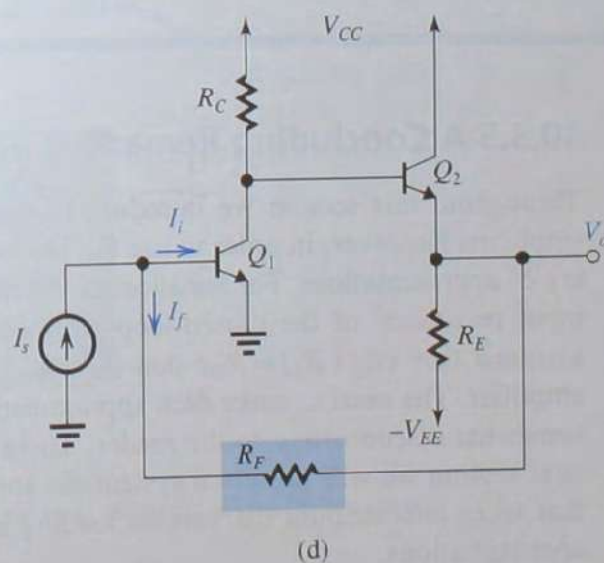 V_CC
R_C
Q_2
I_i
Q_1
V_o
I_f
I_s
R_E
−V_EE
R_F
(d)